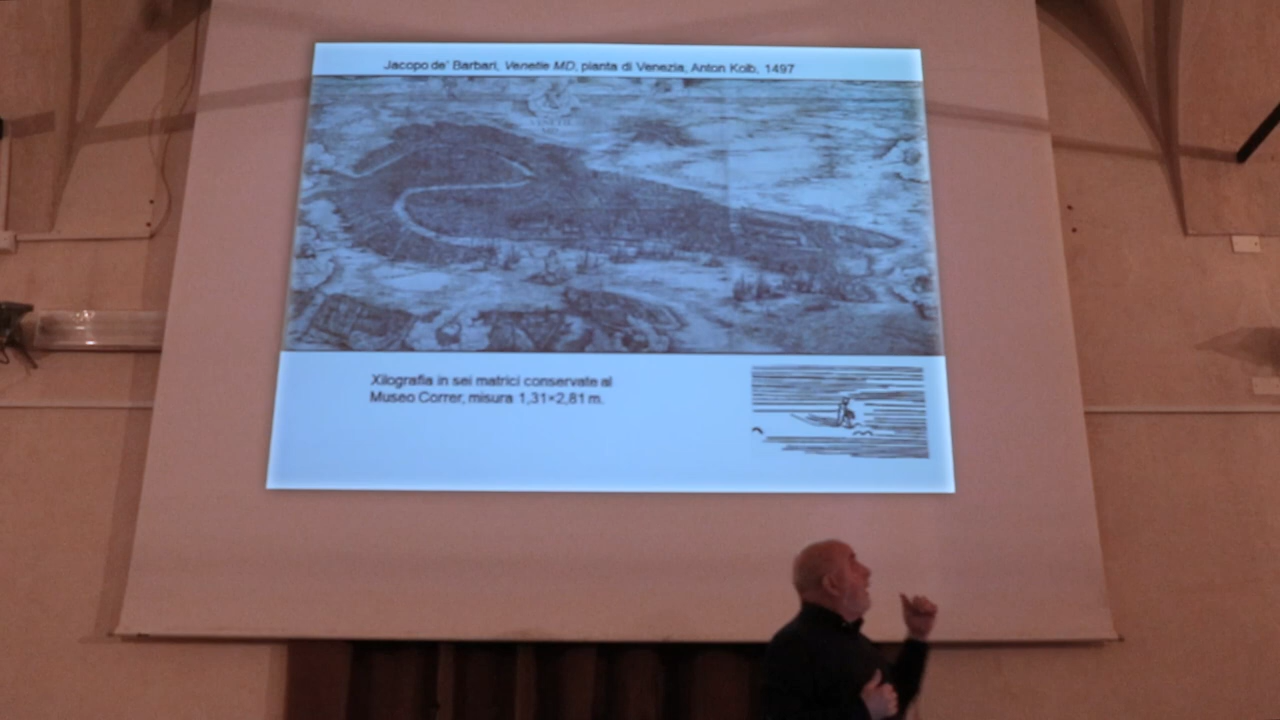 Jacopo de' Barbari, Venetie MD, pianta di Venezia, Anton Kolb, 1497
Xilografia in sei matrici conservate al
Museo Correr, misura 1,31×2,81 m.